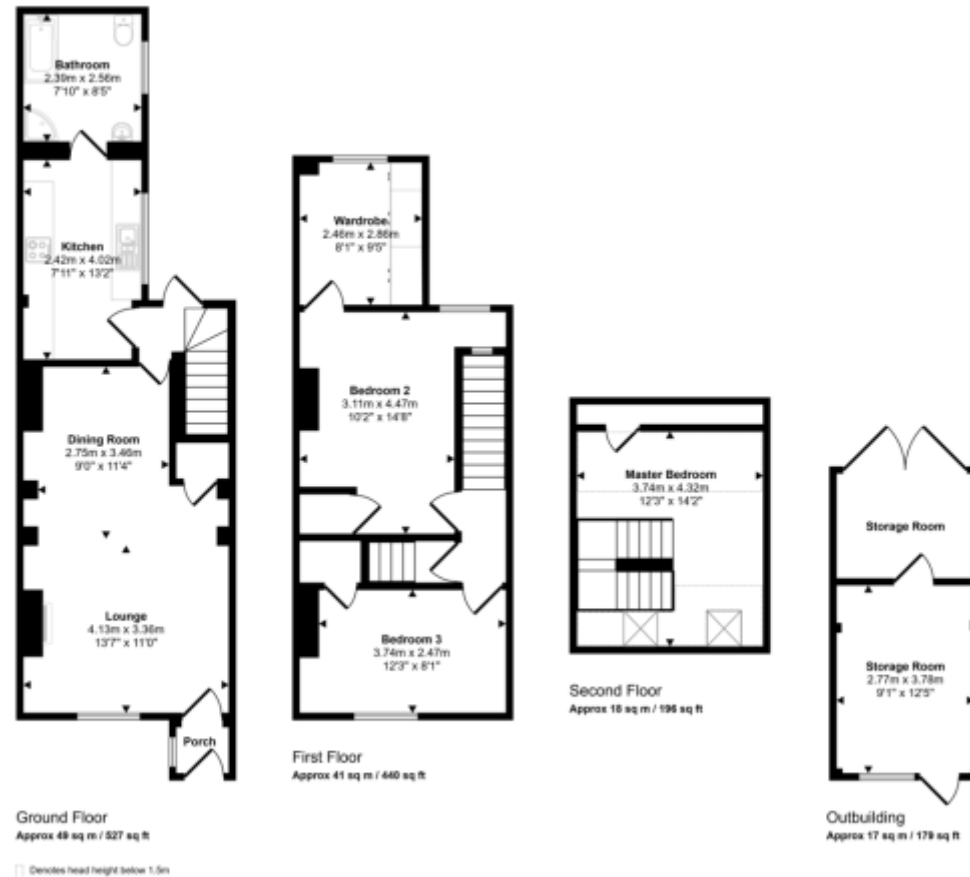 Bathroom
2.39m x 2.56m
7'10" x 8'5"
Kitchen
2.42m x 4.02m
7'11" x 13'2"
Dining Room
2.75m x 3.46m
9'0" x 11'4"
Lounge
4.13m x 3.36m
13'7" x 11'0"
Porch
Ground Floor
Approx 49 sq m / 527 sq ft
Denotes head height below 1.5m
Wardrobe
2.46m x 2.86m
8'1" x 9'5"
Bedroom 2
3.11m x 4.47m
10'2" x 14'8"
Bedroom 3
3.74m x 2.47m
12'3" x 8'1"
First Floor
Approx 41 sq m / 440 sq ft
Master Bedroom
3.74m x 4.32m
12'3" x 14'2"
Second Floor
Approx 18 sq m / 196 sq ft
Storage Room
Storage Room
2.77m x 3.78m
9'1" x 12'5"
Outbuilding
Approx 17 sq m / 179 sq ft